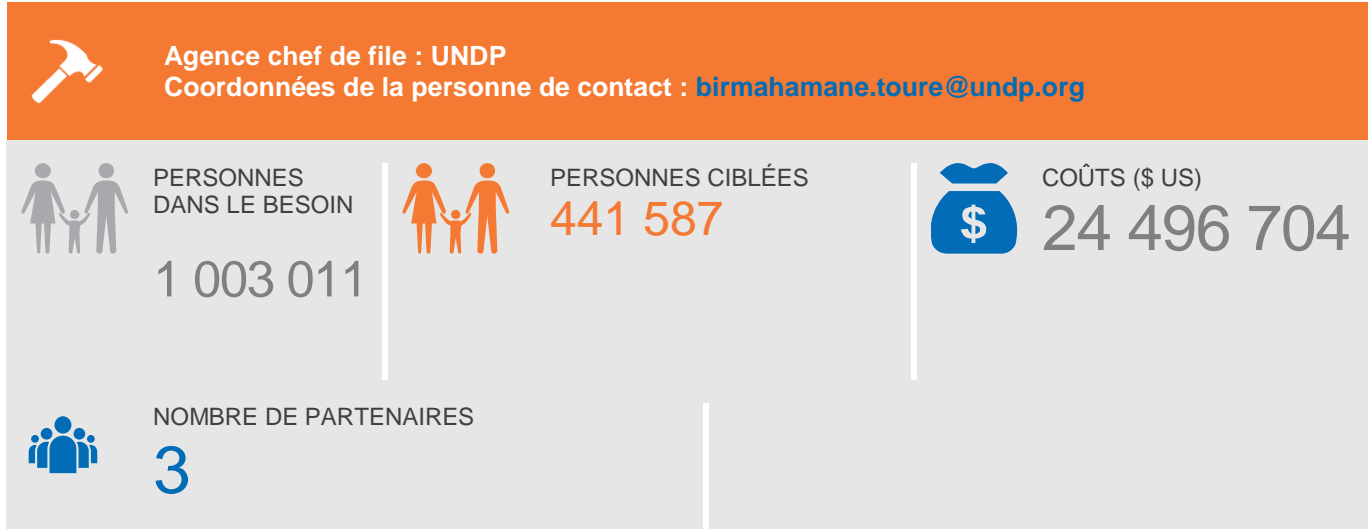 Agence chef de file : UNDP
Coordonnées de la personne de contact : birmahamane.toure@undp.org
PERSONNES
DANS LE BESOIN
1 003 011
PERSONNES CIBLÉES
441 587
$
COÛTS ($ US)
24 496 704
NOMBRE DE PARTENAIRES
3